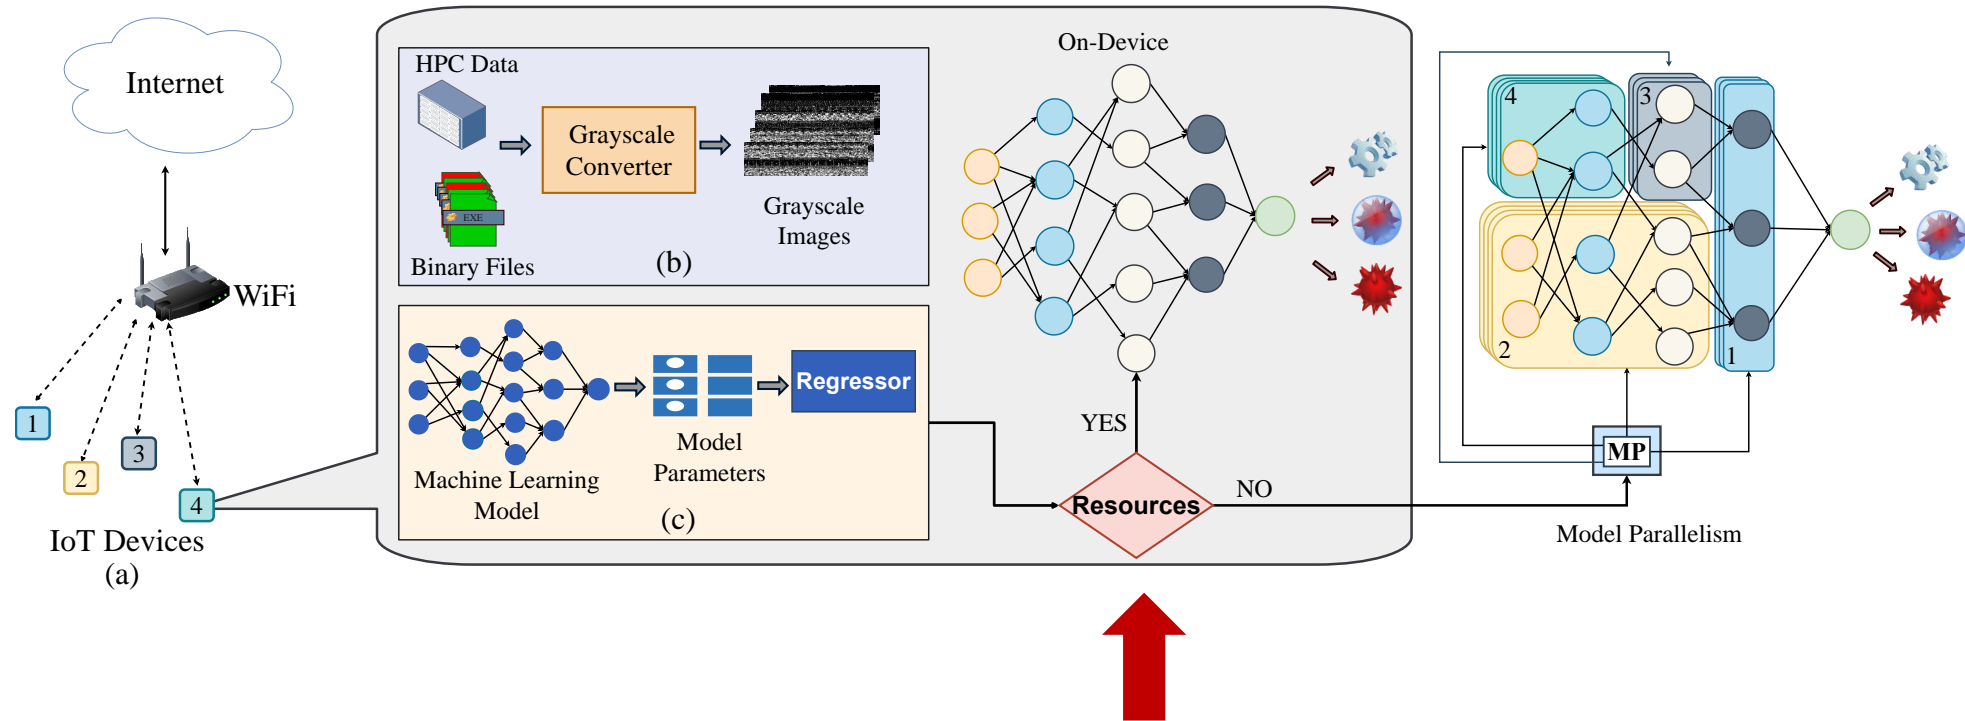 Internet
WiFi
1
2
3
4
IoT Devices
(a)
HPC Data
EXE
Binary Files
Grayscale
Converter
Grayscale
Images
(b)
Machine Learning
Model
Model
Parameters
Regressor
(c)
On-Device
YES
Resources
NO
4
3
2
1
MP
Model Parallelism